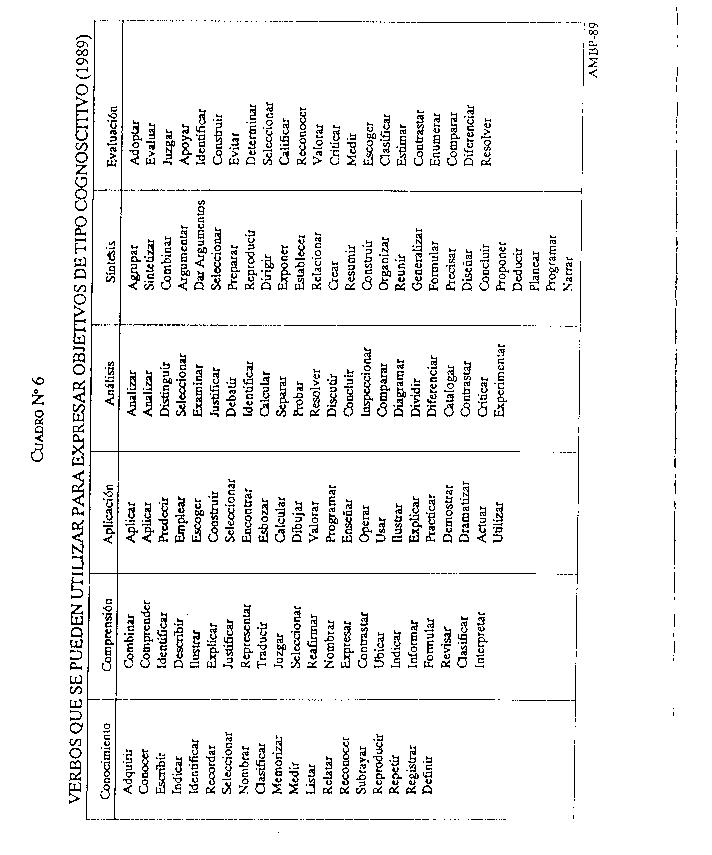 CUADRO Nº 6
VERBOS QUE SE PUEDEN UTILIZAR PARA EXPRESAR OBJETIVOS DE TIPO COGNOSCITIVO (1989)
Conocimiento
Adquirir
Conocer
Escribir
Indicar
Identificar
Recordar
Seleccionar
Nombrar
Clasificar
Memorizar
Medir
Listar
Relatar
Reconocer
Subrayar
Reproducir
Repetir
Registrar
Definir
Comprensión
Combinar
Comprender
Identificar
Describir
Ilustrar
Explicar
Justificar
Representar
Traducir
Juzgar
Seleccionar
Reafirmar
Nombrar
Expresar
Contrastar
Ubicar
Indicar
Informar
Formular
Revisar
Clasificar
Interpretar
Aplicación
Aplicar
Aplicar
Predecir
Emplear
Escoger
Construir
Seleccionar
Encontrar
Esbozar
Calcular
Dibujar
Valorar
Programar
Enseñar
Operar
Usar
Ilustrar
Explicar
Practicar
Demostrar
Dramatizar
Actuar
Utilizar
Análisis
Analizar
Analizar
Distinguir
Seleccionar
Examinar
Justificar
Debatir
Identificar
Calcular
Separar
Probar
Resolver
Discutir
Concluir
Inspeccionar
Comparar
Diagramar
Dividir
Diferenciar
Catalogar
Contrastar
Criticar
Experimentar
Síntesis
Agrupar
Sintetizar
Combinar
Argumentar
Dar Argumentos
Seleccionar
Preparar
Reproducir
Dirigir
Exponer
Establecer
Relacionar
Crear
Resumir
Construir
Organizar
Reunir
Generalizar
Formular
Precisar
Diseñar
Concluir
Proponer
Deducir
Planear
Programar
Narrar
Evaluación
Adoptar
Evaluar
Juzgar
Apoyar
Identificar
Construir
Evitar
Determinar
Seleccionar
Calificar
Reconocer
Valorar
Criticar
Medir
Escoger
Clasificar
Estimar
Contrastar
Enumerar
Comparar
Diferenciar
Resolver
AMBP-89